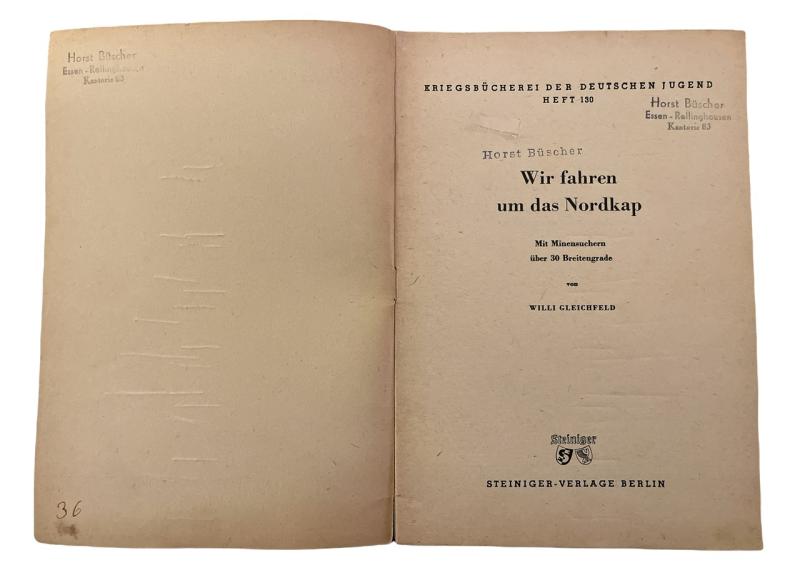 Horst Büscher
Essen - Rellinghausen
Kantorie 83
36
KRIEGSBÜCHEREI DER DEUTSCHEN JUGEND
HEFT 130
Horst Büscher
Essen - Rellinghausen
Kantorie 83
Horst Büscher
Wir fahren
um das Nordkap
Mit Minensuchern
über 30 Breitengrade
von
WILLI GLEICHFELD
Steiniger
STEINIGER-VERLAGE BERLIN